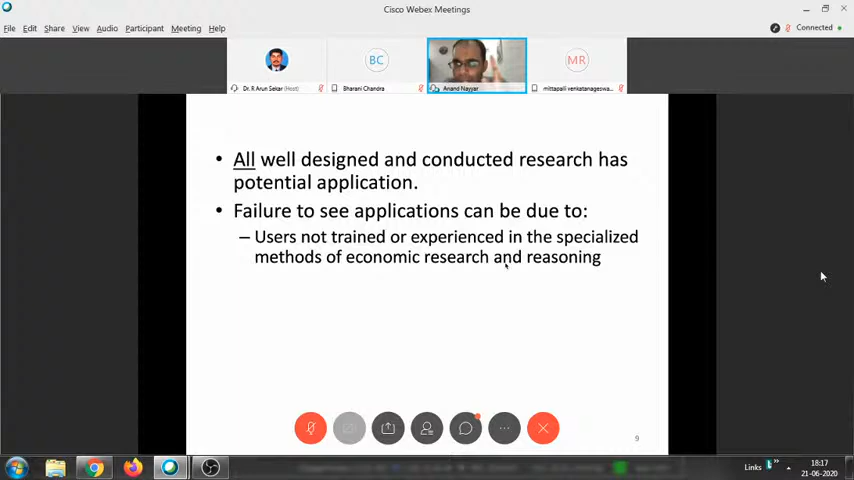 Cisco Webex Meetings
File Edit Share View Audio Participant Meeting Help
Connected
BC
MR
Dr. R Arun Sekar (Host)
Bharani Chandra
Anand Nayyar
mittapalli venkatanageswa...
• All well designed and conducted research has
potential application.
• Failure to see applications can be due to:
– Users not trained or experienced in the specialized
methods of economic research and reasoning
9
Links
18:17
21-06-2020